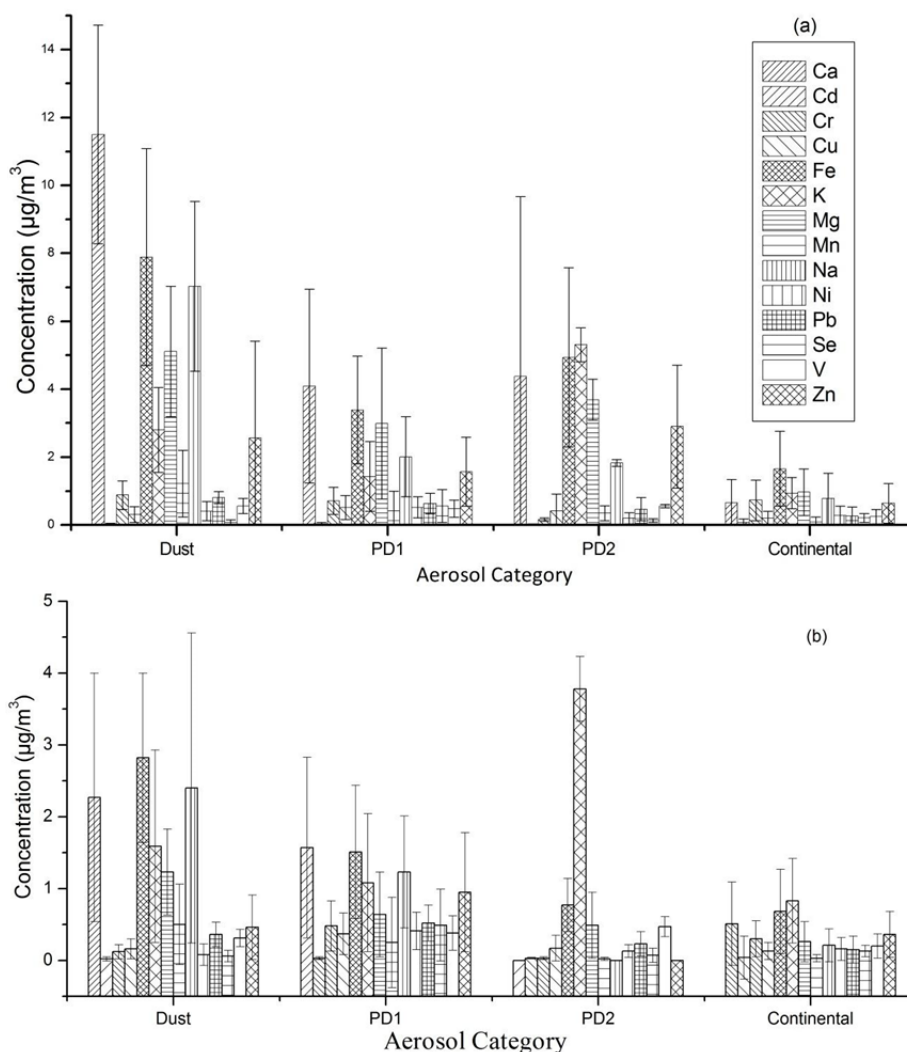 (a)
14
12
10
8
6
4
2
0
Concentration (µg/m³)
Ca
Cd
Cr
Cu
Fe
K
Mg
Mn
Na
Ni
Pb
Se
V
Zn
Dust PD1 PD2 Continental
Aerosol Category
(b)
5
4
3
2
1
0
Concentration (µg/m³)
Dust PD1 PD2 Continental
Aerosol Category